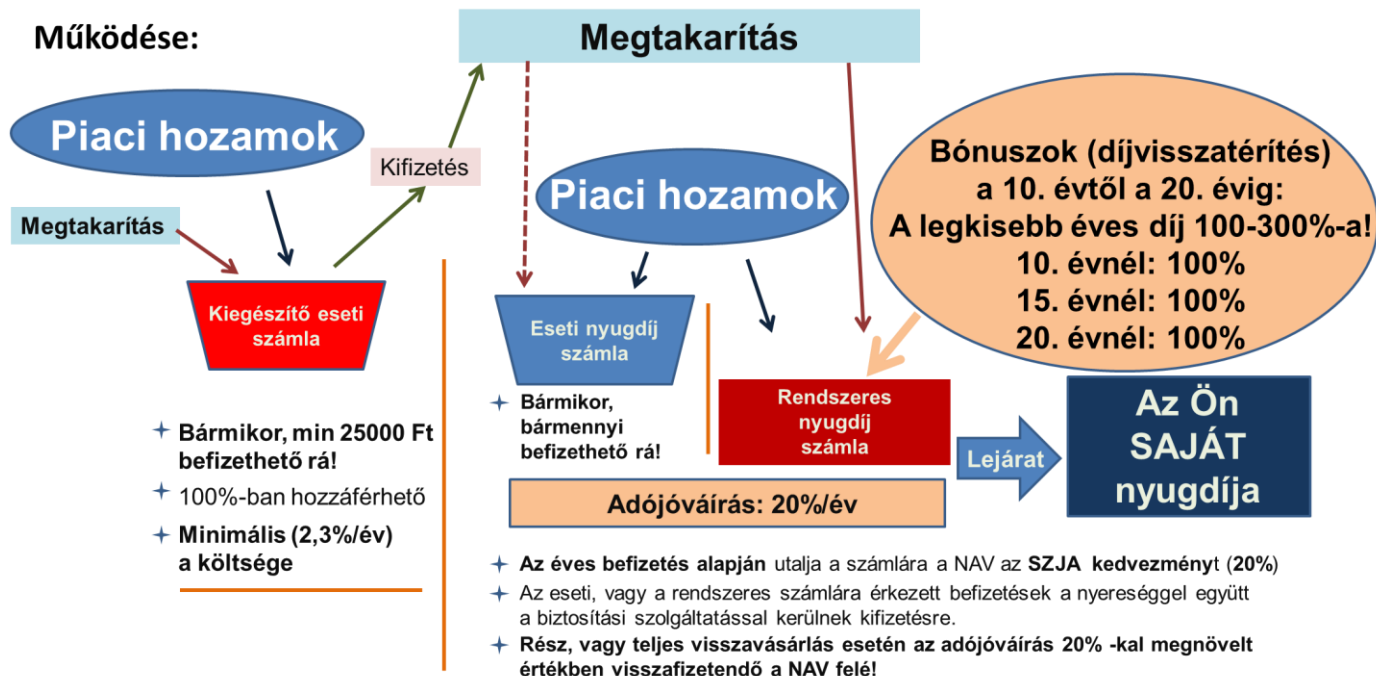 Működése:
Megtakarítás
Piaci hozamok
Kifizetés
Megtakarítás
Kiegészítő eseti
számla
Bármikor, min 25000 Ft
befizethető rá!
100%-ban hozzáférhető
Minimális (2,3%/év)
a költsége
Piaci hozamok
Eseti nyugdíj
számla
Bármikor,
bármennyi
befizethető rá!
Rendszeres
nyugdíj
számla
Bónuszok (díjvisszatérítés)
a 10. évtől a 20. évig:
A legkisebb éves díj 100-300%-a!
10. évnél: 100%
15. évnél: 100%
20. évnél: 100%
Lejárat
Az Ön
SAJÁT
nyugdíja
Adójóváírás: 20%/év
Az éves befizetés alapján utalja a számlára a NAV az SZJA kedvezményt (20%)
Az eseti, vagy a rendszeres számlára érkezett befizetések a nyereséggel együtt
a biztosítási szolgáltatással kerülnek kifizetésre.
Rész, vagy teljes visszavásárlás esetén az adójóváírás 20% -kal megnövelt
értékben visszafizetendő a NAV felé!